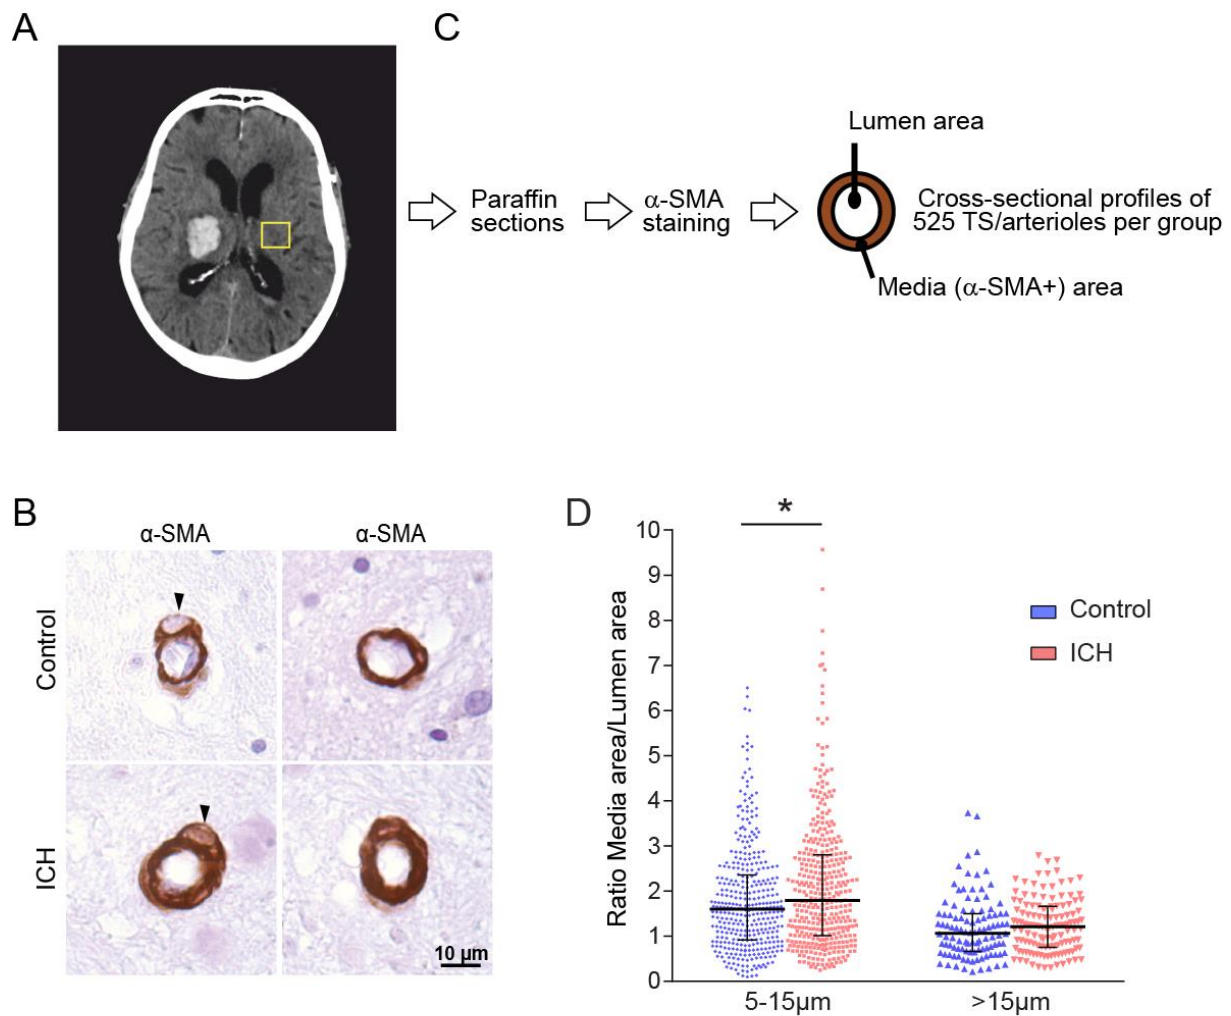 A
C
Lumen area
Paraffin
sections
α-SMA
staining
Cross-sectional profiles of
525 TS/arterioles per group
Media (α-SMA+) area
B
α-SMA
α-SMA
Control
ICH
10 µm
D
*
10
9
8
7
6
5
4
3
2
1
0
Ratio Media area/Lumen area
Control
ICH
5-15µm
>15µm